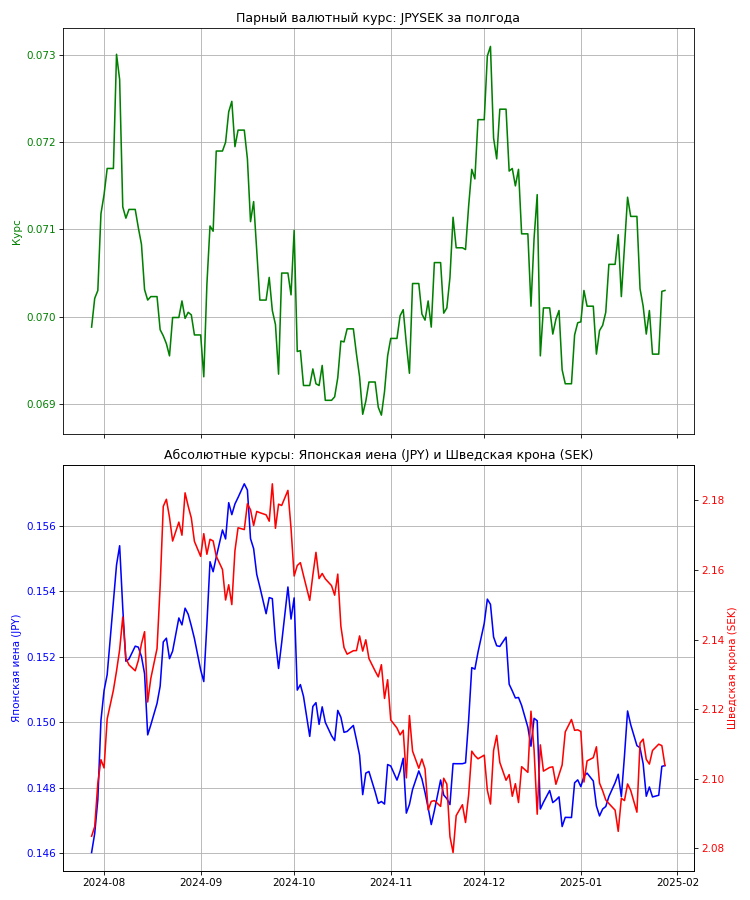 Парный валютный курс: JPYSEK за полгода
0.073
0.072
0.071
0.070
0.069
Курс
Абсолютные курсы: Японская иена (JPY) и Шведская крона (SEK)
0.156
0.154
0.152
0.150
0.148
0.146
Японская иена (JPY)
2.18
2.16
2.14
2.12
2.10
2.08
Шведская крона (SEK)
2024-08 2024-09 2024-10 2024-11 2024-12 2025-01 2025-02